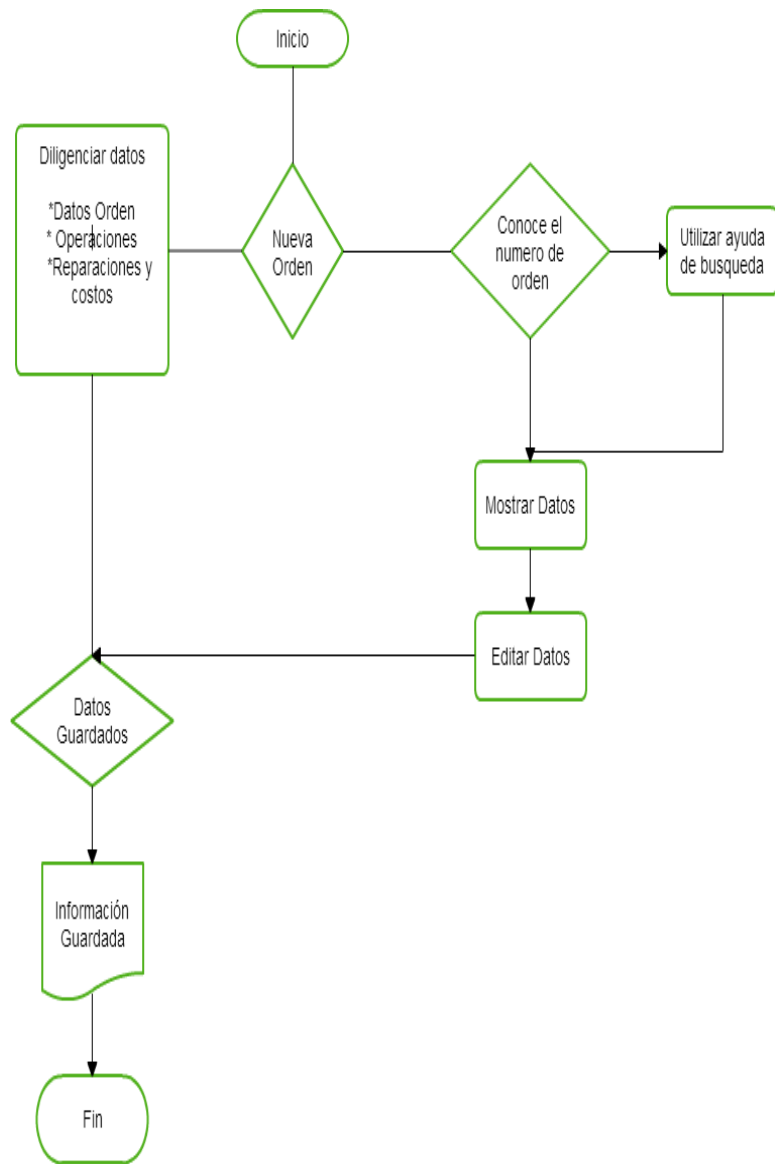 Inicio
Diligenciar datos
*Datos Orden
* Operaciones
*Reparaciones y
costos
Nueva
Orden
Conoce el
numero de
orden
Utilizar ayuda
de busqueda
Mostrar Datos
Editar Datos
Datos
Guardados
Información
Guardada
Fin